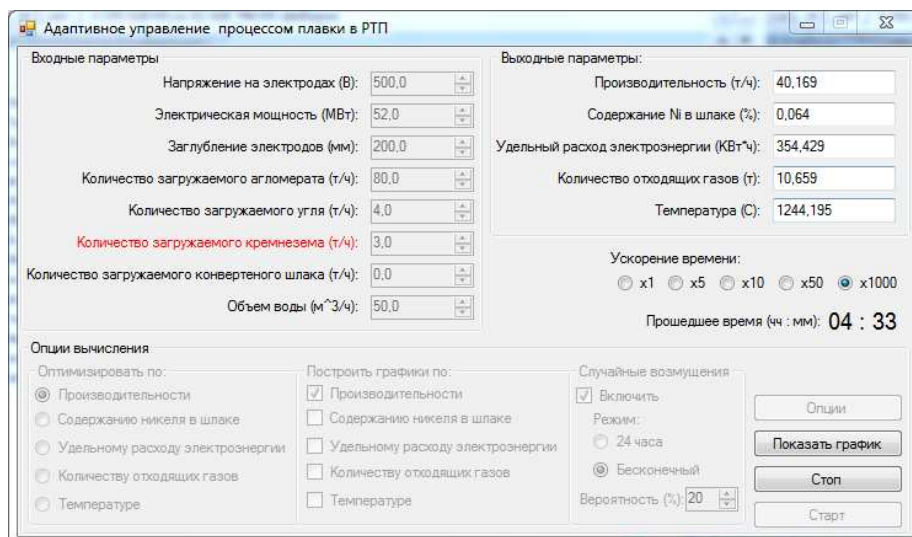 Адаптивное управление процессом плавки в РТП
Входные параметры
Напряжение на электродах (В): 500,0
Электрическая мощность (МВт): 52,0
Заглубление электродов (мм): 200,0
Количество загружаемого агломерата (т/ч): 80,0
Количество загружаемого угля (т/ч): 4,0
Количество загружаемого кремнезема (т/ч): 3,0
Количество загружаемого конвертеного шлака (т/ч): 0,0
Объем воды (м^3/ч): 50,0
Выходные параметры:
Производительность (т/ч): 40,169
Содержание Ni в шлаке (%): 0,064
Удельный расход электроэнергии (КВт*ч): 354,429
Количество отходящих газов (т): 10,659
Температура (С): 1244,195
Ускорение времени:
x1 x5 x10 x50 x1000
Прошедшее время (чч : мм): 04 : 33
Опции вычисления
Оптимизировать по:
Производительности
Содержанию никеля в шлаке
Удельному расходу электроэнергии
Количеству отходящих газов
Температуре
Построить графики по:
Производительности
Содержанию никеля в шлаке
Удельному расходу электроэнергии
Количеству отходящих газов
Температуре
Случайные возмушения
Включить
Режим:
24 часа
Бесконечный
Вероятность (%): 20
Опции
Показать график
Стоп
Старт